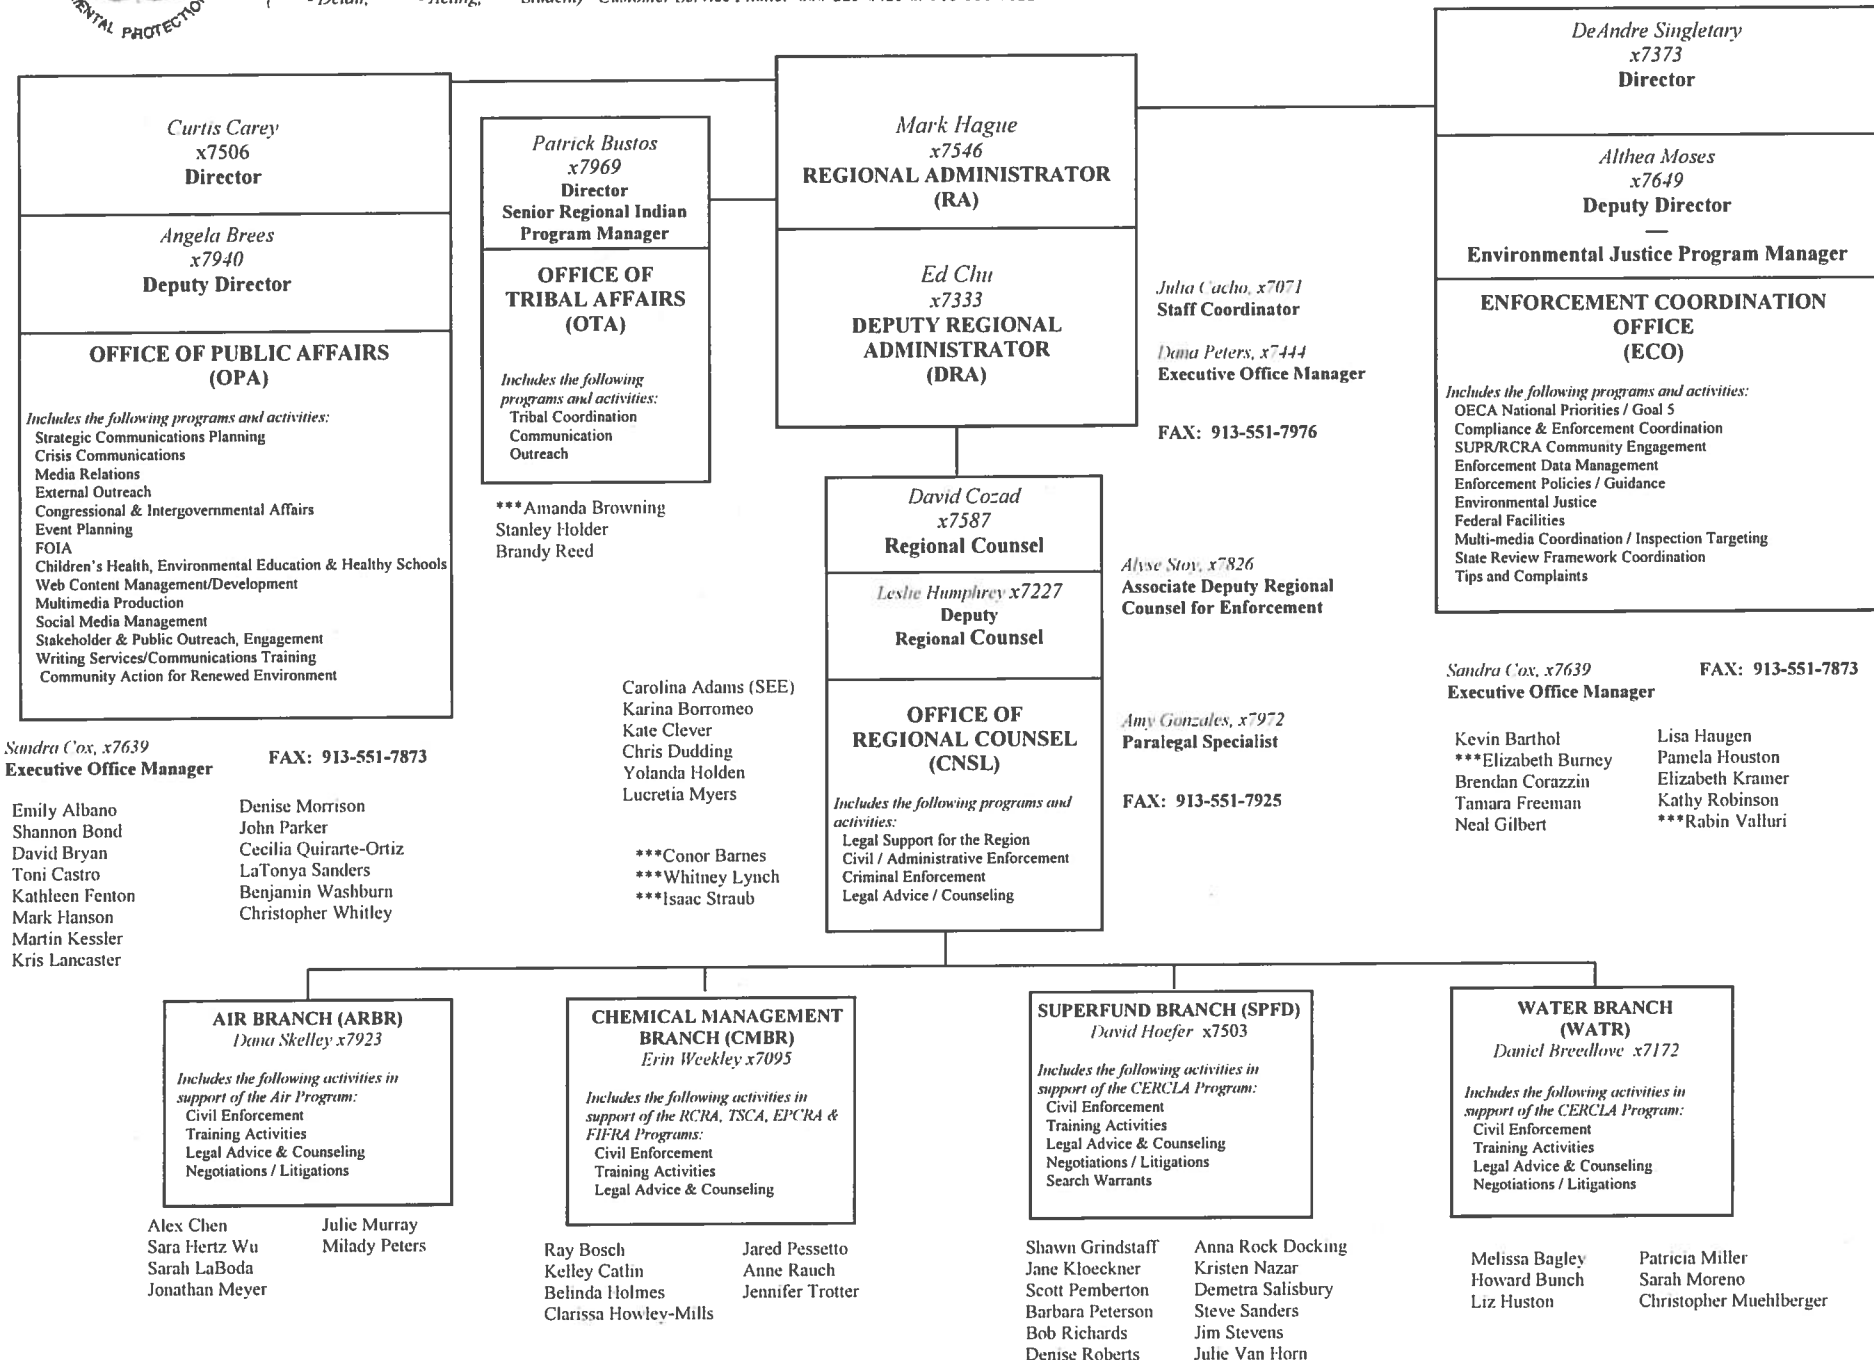 MENTAL PROTECTIO
Curtis Carey
x7506
Director
Angela Brees
x7940
Deputy Director
OFFICE OF PUBLIC AFFAIRS
(OPA)
Includes the following programs and activities:
Strategic Communications Planning
Crisis Communications
Media Relations
External Outreach
Congressional & Intergovernmental Affairs
Event Planning
FOIA
Children's Health, Environmental Education & Healthy Schools
Web Content Management/Development
Multimedia Production
Social Media Management
Stakeholder & Public Outreach, Engagement
Writing Services/Communications Training
Community Action for Renewed Environment
Sandra Cox, x7639
Executive Office Manager
FAX: 913-551-7873
Emily Albano
Shannon Bond
David Bryan
Toni Castro
Kathleen Fenton
Mark Hanson
Martin Kessler
Kris Lancaster
Denise Morrison
John Parker
Cecilia Quirarte-Ortiz
LaTonya Sanders
Benjamin Washburn
Christopher Whitley
Patrick Bustos
x7969
Director
Senior Regional Indian
Program Manager
OFFICE OF
TRIBAL AFFAIRS
(OTA)
Includes the following
programs and activities:
Tribal Coordination
Communication
Outreach
***Amanda Browning
Stanley Holder
Brandy Reed
Mark Hague
x7546
REGIONAL ADMINISTRATOR
(RA)
Ed Chu
x7333
DEPUTY REGIONAL
ADMINISTRATOR
(DRA)
Julia Cacho, x7071
Staff Coordinator
Dana Peters, x7444
Executive Office Manager
FAX: 913-551-7976
DeAndre Singletary
x7373
Director
Althea Moses
x7649
Deputy Director
—
Environmental Justice Program Manager
ENFORCEMENT COORDINATION
OFFICE
(ECO)
Includes the following programs and activities:
OECA National Priorities / Goal 5
Compliance & Enforcement Coordination
SUPR/RCRA Community Engagement
Enforcement Data Management
Enforcement Policies / Guidance
Environmental Justice
Federal Facilities
Multi-media Coordination / Inspection Targeting
State Review Framework Coordination
Tips and Complaints
Sandra Cox, x7639
Executive Office Manager
FAX: 913-551-7873
Kevin Barthol
***Elizabeth Burney
Brendan Corazzin
Tamara Freeman
Neal Gilbert
Lisa Haugen
Pamela Houston
Elizabeth Kramer
Kathy Robinson
***Rabin Valluri
David Cozad
x7587
Regional Counsel
Leslie Humphrey x7227
Deputy
Regional Counsel
OFFICE OF
REGIONAL COUNSEL
(CNSL)
Includes the following programs and
activities:
Legal Support for the Region
Civil / Administrative Enforcement
Criminal Enforcement
Legal Advice / Counseling
Carolina Adams (SEE)
Karina Borromeo
Kate Clever
Chris Dudding
Yolanda Holden
Lucretia Myers
***Conor Barnes
***Whitney Lynch
***Isaac Straub
Alyse Stoy, x7826
Associate Deputy Regional
Counsel for Enforcement
Amy Gonzales, x7972
Paralegal Specialist
FAX: 913-551-7925
AIR BRANCH (ARBR)
Dana Skelley x7923
Includes the following activities in
support of the Air Program:
Civil Enforcement
Training Activities
Legal Advice & Counseling
Negotiations / Litigations
Alex Chen
Sara Hertz Wu
Sarah LaBoda
Jonathan Meyer
Julie Murray
Milady Peters
CHEMICAL MANAGEMENT
BRANCH (CMBR)
Erin Weekley x7095
Includes the following activities in
support of the RCRA, TSCA, EPCRA &
FIFRA Programs:
Civil Enforcement
Training Activities
Legal Advice & Counseling
Ray Bosch
Kelley Catlin
Belinda Holmes
Clarissa Howley-Mills
Jared Pessetto
Anne Rauch
Jennifer Trotter
SUPERFUND BRANCH (SPFD)
David Hoefer x7503
Includes the following activities in
support of the CERCLA Program:
Civil Enforcement
Training Activities
Legal Advice & Counseling
Negotiations / Litigations
Search Warrants
Shawn Grindstaff
Jane Kloeckner
Scott Pemberton
Barbara Peterson
Bob Richards
Denise Roberts
Anna Rock Docking
Kristen Nazar
Demetra Salisbury
Steve Sanders
Jim Stevens
Julie Van Horn
WATER BRANCH
(WATR)
Daniel Breedlove x7172
Includes the following activities in
support of the CERCLA Program:
Civil Enforcement
Training Activities
Legal Advice & Counseling
Negotiations / Litigations
Melissa Bagley
Howard Bunch
Liz Huston
Patricia Miller
Sarah Moreno
Christopher Muehlberger